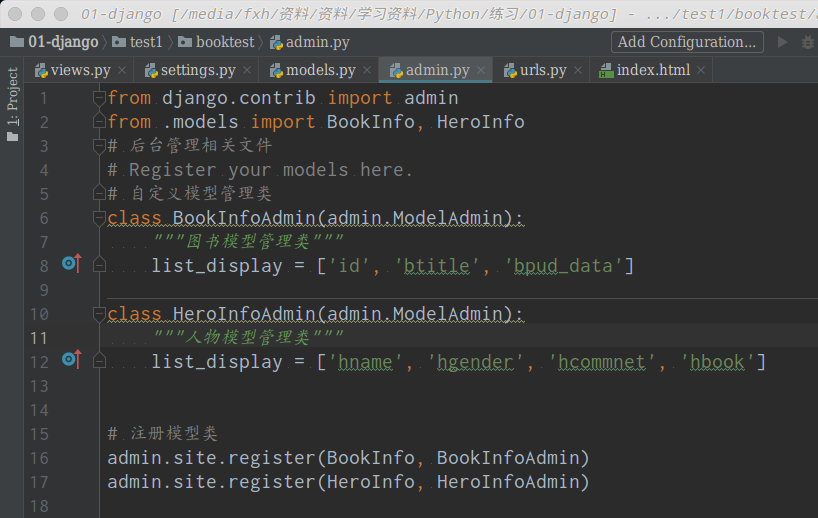 01-django [/media/fxh/资料/资料/学习资料/Python/练习/01-django] - .../test1/booktest/
01-django test1 booktest admin.py Add Configuration...
1: Project
views.py settings.py models.py admin.py urls.py index.html
1 from django.contrib import admin
2 from .models import BookInfo, HeroInfo
3 # 后台管理相关文件
4 # Register your models here.
5 # 自定义模型管理类
6 class BookInfoAdmin(admin.ModelAdmin):
7 """图书模型管理类"""
8 list_display = ['id', 'btitle', 'bpud_data']
9
10 class HeroInfoAdmin(admin.ModelAdmin):
11 """人物模型管理类"""
12 list_display = ['hname', 'hgender', 'hcommnet', 'hbook']
13
14
15 # 注册模型类
16 admin.site.register(BookInfo, BookInfoAdmin)
17 admin.site.register(HeroInfo, HeroInfoAdmin)
18